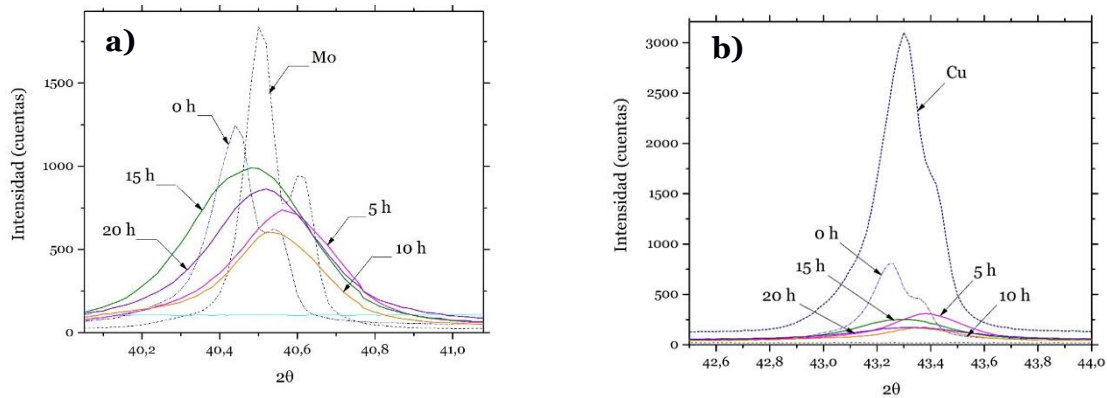 a)
Intensidad (cuentas)
1500
1000
500
0
Mo
0 h
15 h
20 h
5 h
10 h
40,2 40,4 40,6 40,8 41,0
2θ
b)
Intensidad (cuentas)
3000
2500
2000
1500
1000
500
0
Cu
0 h
15 h
20 h
5 h
10 h
42,6 42,8 43,0 43,2 43,4 43,6 43,8 44,0
2θ